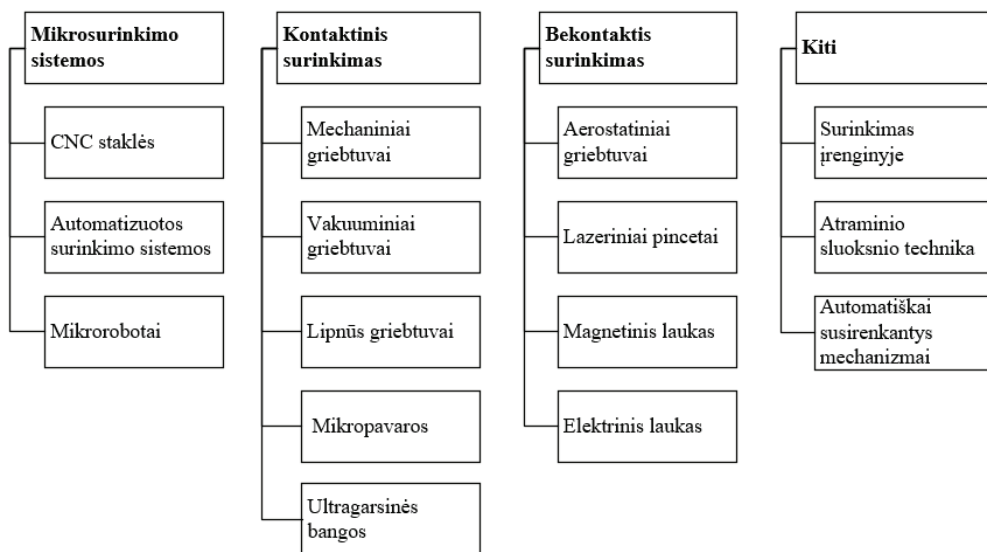 Mikrosurinkimo
sistemos
CNC staklės
Automatizuotos
surinkimo sistemos
Mikrorobotai
Kontaktinis
surinkimas
Mechaniniai
griebtuvai
Vakuuminiai
griebtuvai
Lipnūs griebtuvai
Mikropavaros
Ultragarsinės
bangos
Bekontaktis
surinkimas
Aerostatiniai
griebtuvai
Lazeriniai pincetai
Magnetinis laukas
Elektrinis laukas
Kiti
Surinkimas
įrenginyje
Atraminio
sluoksnio technika
Automatiškai
susirenkantys
mechanizmai